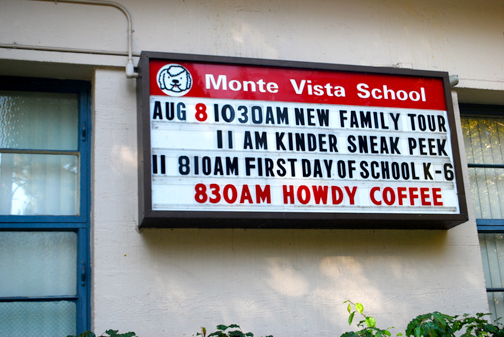 Monte Vista School
AUG 8 1030AM NEW FAMILY TOUR
11 AM KINDER SNEAK PEEK
11 810AM FIRST DAY OF SCHOOL K-6
830AM HOWDY COFFEE